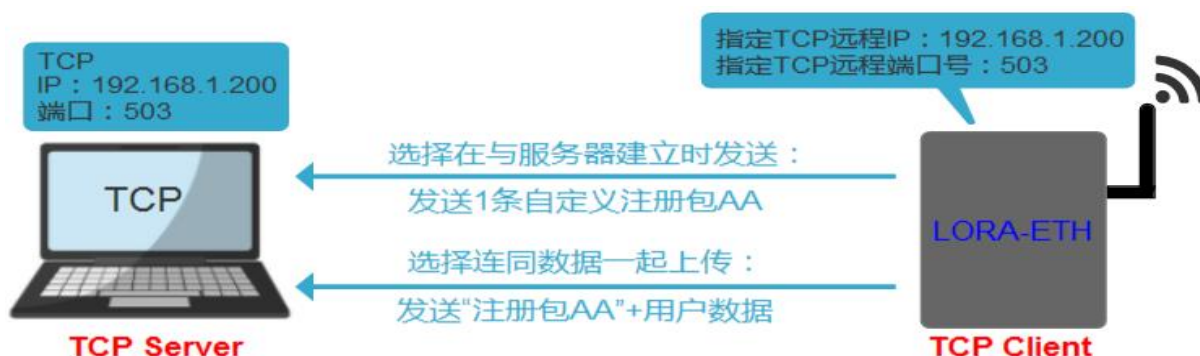 TCP
IP：192.168.1.200
端口：503
指定TCP远程IP：192.168.1.200
指定TCP远程端口号：503
TCP
选择在与服务器建立时发送：
发送1条自定义注册包AA
LORA-ETH
选择连同数据一起上传：
发送“注册包AA”+用户数据
TCP Server
TCP Client